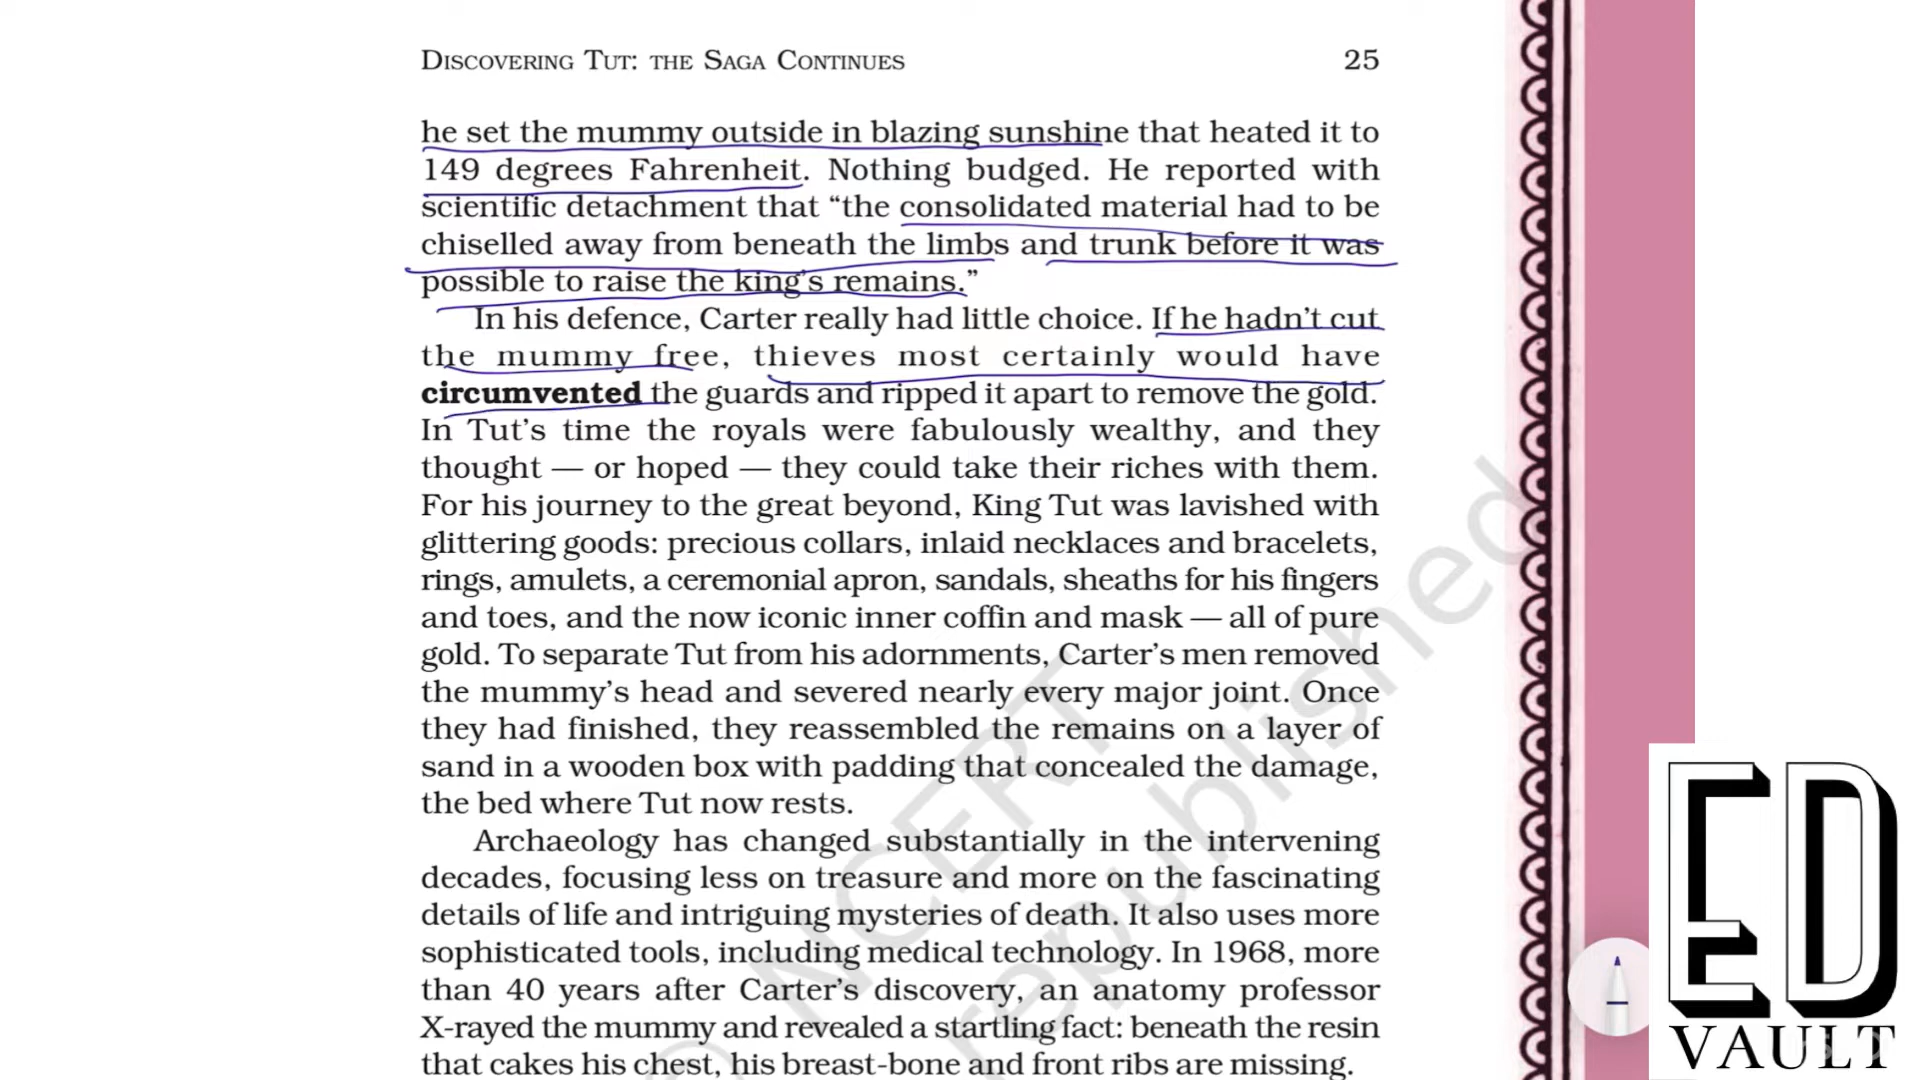 DISCOVERING TUT: THE SAGA CONTINUES 25
he set the mummy outside in blazing sunshine that heated it to
149 degrees Fahrenheit. Nothing budged. He reported with
scientific detachment that “the consolidated material had to be
chiselled away from beneath the limbs and trunk before it was
possible to raise the king’s remains.”
In his defence, Carter really had little choice. If he hadn’t cut
the mummy free, thieves most certainly would have
circumvented the guards and ripped it apart to remove the gold.
In Tut’s time the royals were fabulously wealthy, and they
thought — or hoped — they could take their riches with them.
For his journey to the great beyond, King Tut was lavished with
glittering goods: precious collars, inlaid necklaces and bracelets,
rings, amulets, a ceremonial apron, sandals, sheaths for his fingers
and toes, and the now iconic inner coffin and mask — all of pure
gold. To separate Tut from his adornments, Carter’s men removed
the mummy’s head and severed nearly every major joint. Once
they had finished, they reassembled the remains on a layer of
sand in a wooden box with padding that concealed the damage,
the bed where Tut now rests.
Archaeology has changed substantially in the intervening
decades, focusing less on treasure and more on the fascinating
details of life and intriguing mysteries of death. It also uses more
sophisticated tools, including medical technology. In 1968, more
than 40 years after Carter’s discovery, an anatomy professor
X-rayed the mummy and revealed a startling fact: beneath the resin
that cakes his chest, his breast-bone and front ribs are missing.
© NCERT
republished
ED
VAULT